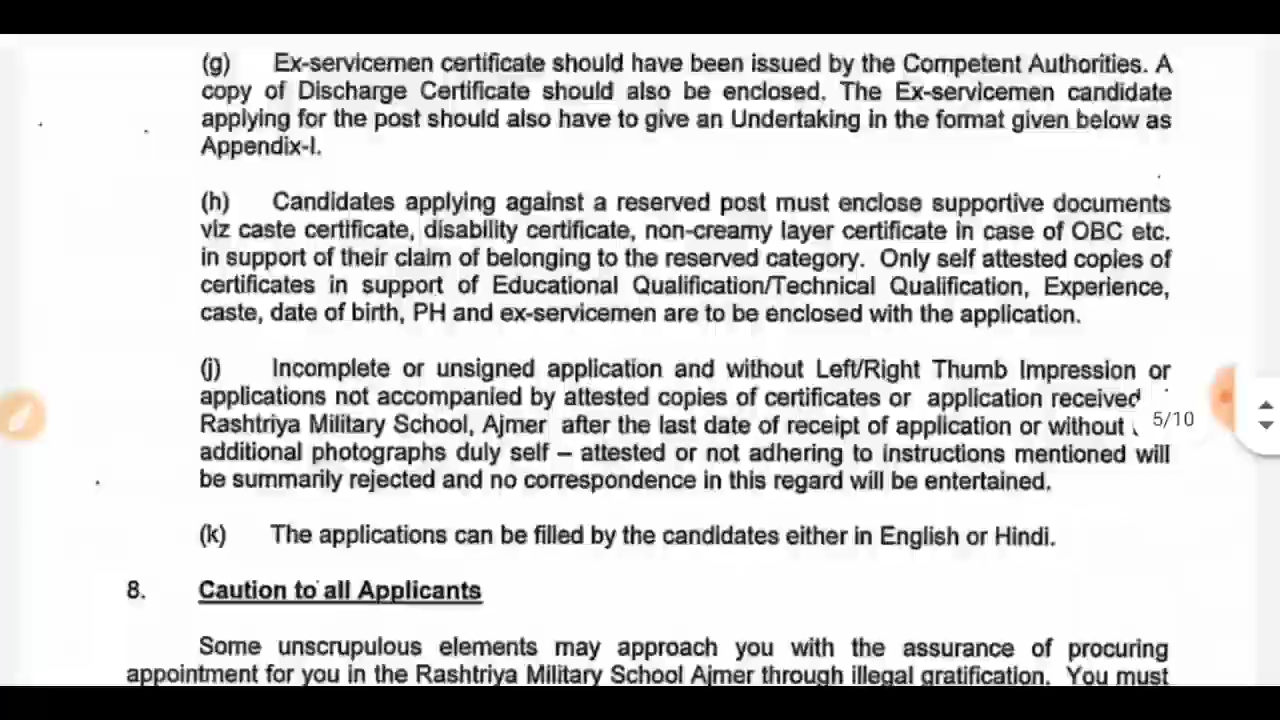 (g) Ex-servicemen certificate should have been issued by the Competent Authorities. A
copy of Discharge Certificate should also be enclosed. The Ex-servicemen candidate
applying for the post should also have to give an Undertaking in the format given below as
Appendix-I.
(h) Candidates applying against a reserved post must enclose supportive documents
viz caste certificate, disability certificate, non-creamy layer certificate in case of OBC etc.
in support of their claim of belonging to the reserved category. Only self attested copies of
certificates in support of Educational Qualification/Technical Qualification, Experience,
caste, date of birth, PH and ex-servicemen are to be enclosed with the application.
(j) Incomplete or unsigned application and without Left/Right Thumb Impression or
applications not accompanied by attested copies of certificates or application received
Rashtriya Military School, Ajmer after the last date of receipt of application or without
5/10
additional photographs duly self – attested or not adhering to instructions mentioned will
be summarily rejected and no correspondence in this regard will be entertained.
(k) The applications can be filled by the candidates either in English or Hindi.
8. Caution to all Applicants
Some unscrupulous elements may approach you with the assurance of procuring
appointment for you in the Rashtriya Military School Ajmer through illegal gratification. You must